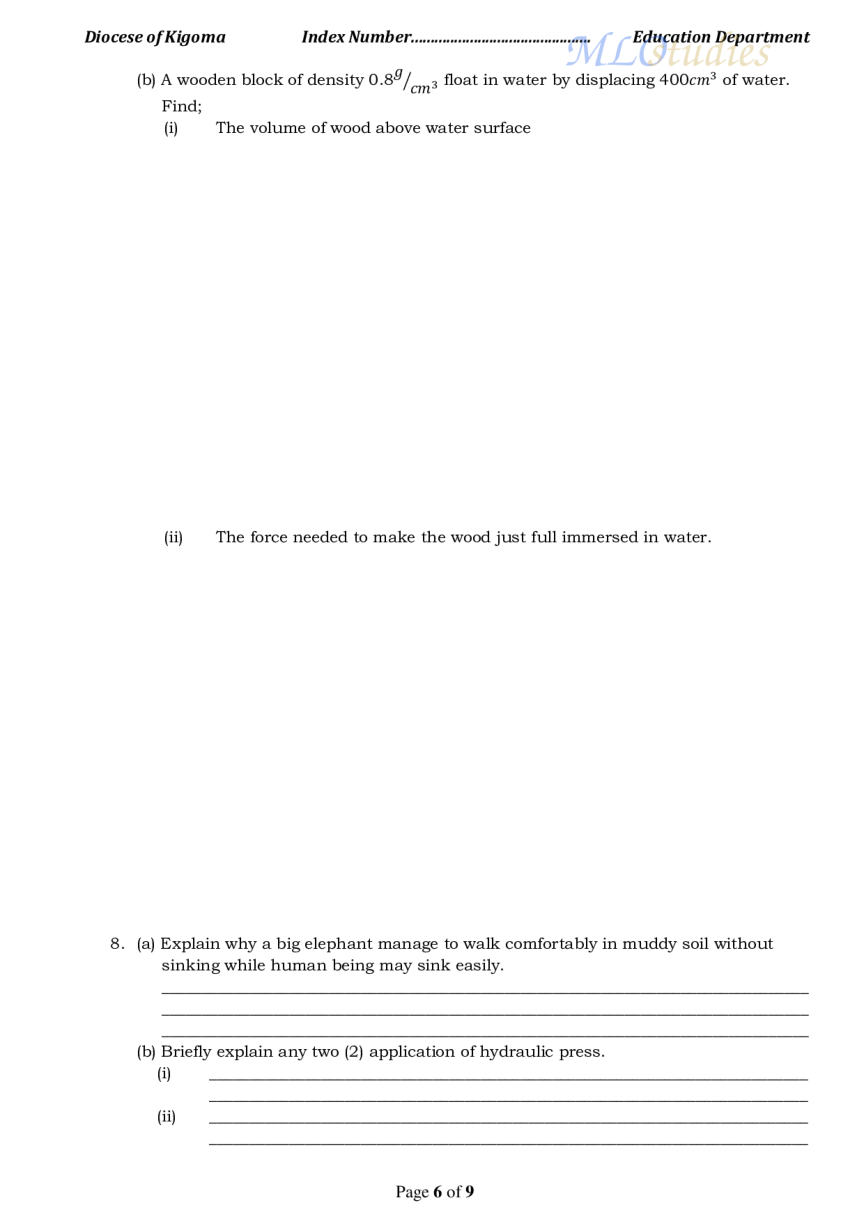 Diocese of Kigoma Index Number................................................ Education Department
MLOstudies
(b) A wooden block of density 0.8g/cm³ float in water by displacing 400cm³ of water.
Find;
(i) The volume of wood above water surface
(ii) The force needed to make the wood just full immersed in water.
8. (a) Explain why a big elephant manage to walk comfortably in muddy soil without
sinking while human being may sink easily.
(b) Briefly explain any two (2) application of hydraulic press.
(i)
(ii)
Page 6 of 9